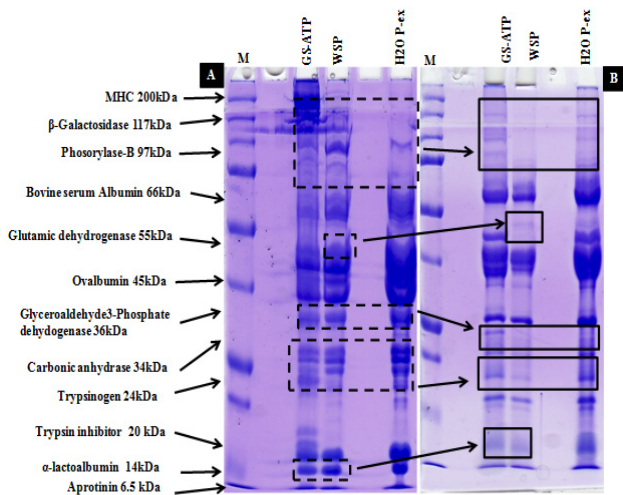 M
GS-ATP
WSP
H2O P-ex
M
GS-ATP
WSP
H2O P-ex
A
B
MHC 200kDa
β-Galactosidase 117kDa
Phosorylase-B 97kDa
Bovine serum Albumin 66kDa
Glutamic dehydrogenase 55kDa
Ovalbumin 45kDa
Glyceroaldehyde3-Phosphate
dehydogenase 36kDa
Carbonic anhydrase 34kDa
Trypsinogen 24kDa
Trypsin inhibitor 20 kDa
α-lactoalbumin 14kDa
Aprotinin 6.5 kDa